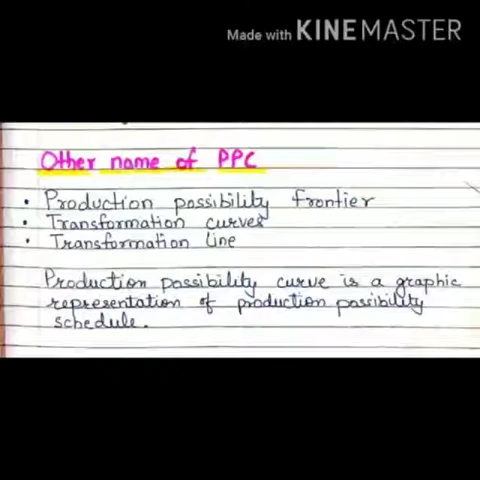 Made with KINEMASTER
Other name of PPC
• Production possibility frontier
• Transformation curves
• Transformation line
Production possibility curve is a graphic
representation of production possibility
schedule.